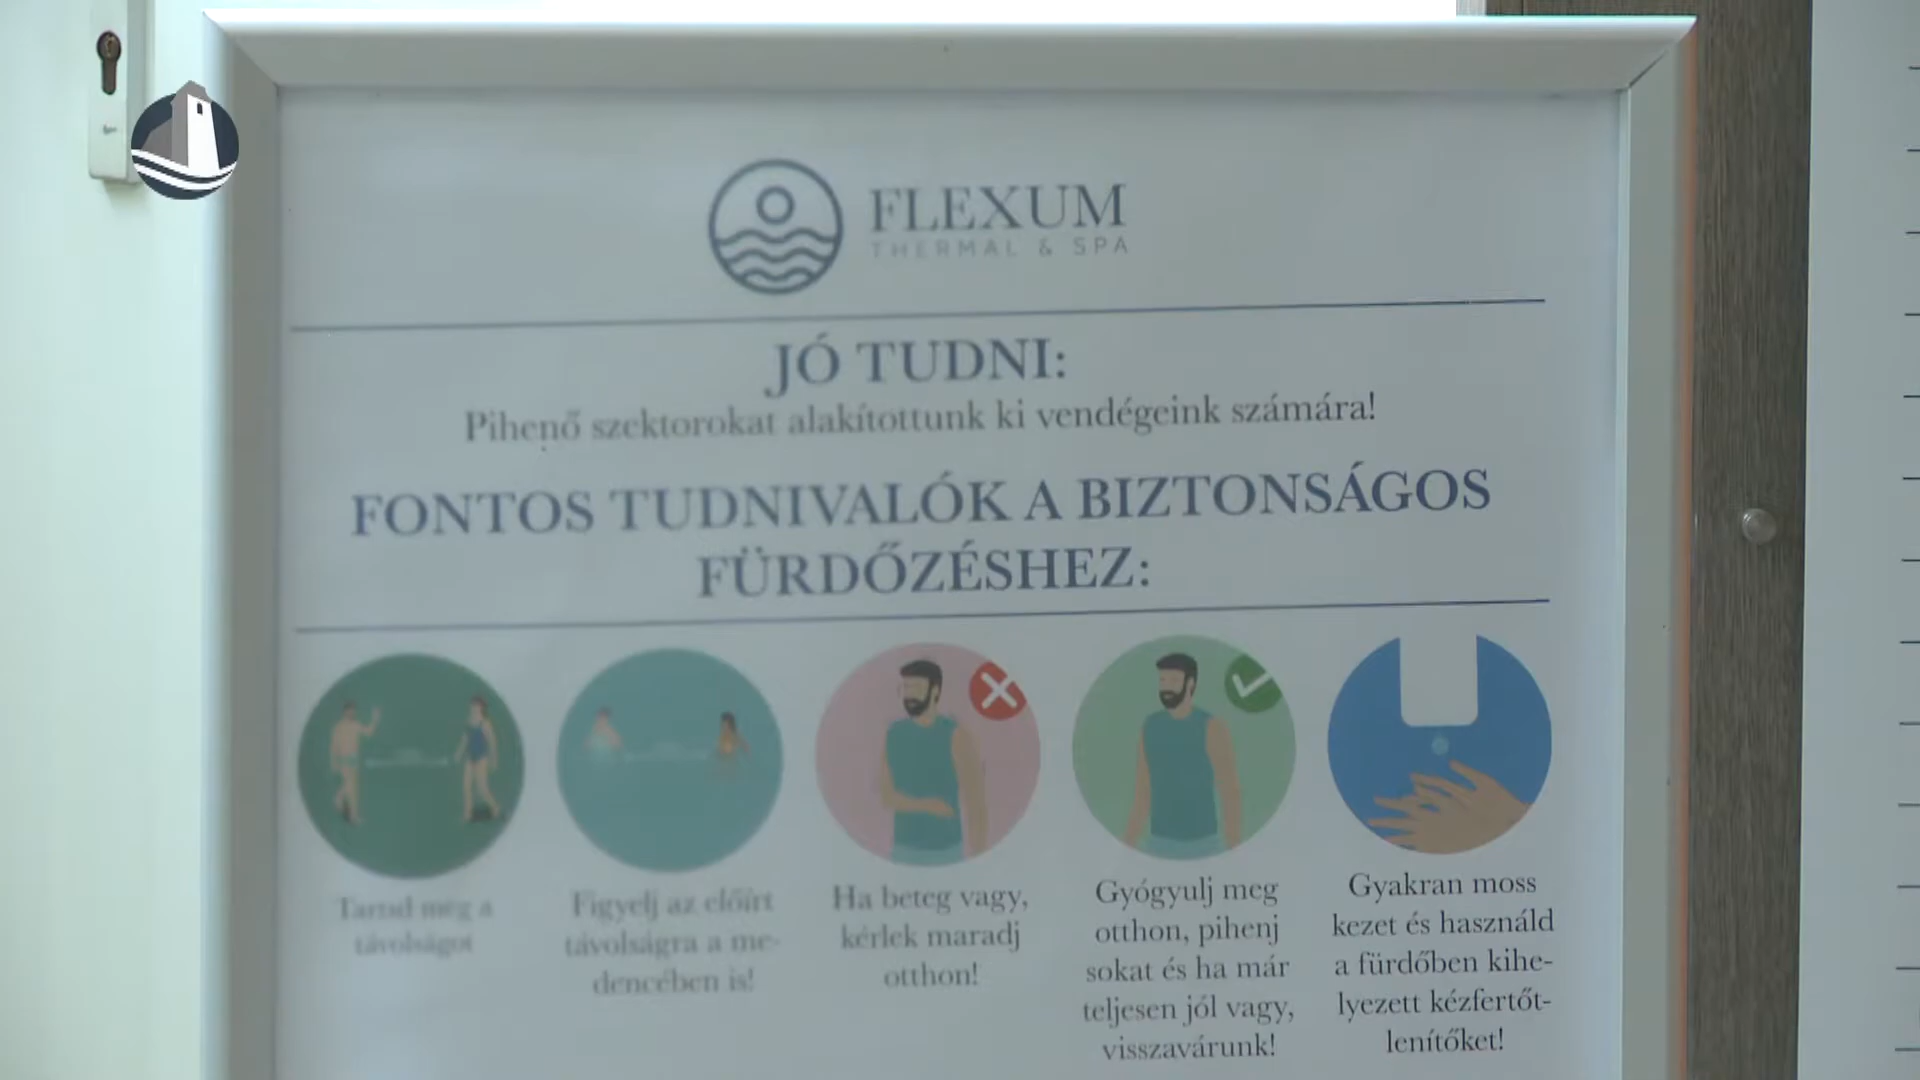 FLEXUM
THERMAL & SPA
JÓ TUDNI:
Pihenő szektorokat alakítottunk ki vendégeink számára!
FONTOS TUDNIVALÓK A BIZTONSÁGOS
FÜRDŐZÉSHEZ:
Tartsd meg a
távolságot
Figyelj az előírt
távolságra a me-
dencében is!
Ha beteg vagy,
kérlek maradj
otthon!
Gyógyulj meg
otthon, pihenj
sokat és ha már
teljesen jól vagy,
visszavárunk!
Gyakran moss
kezet és használd
a fürdőben kihe-
lyezett kézfertőt-
lenítőket!